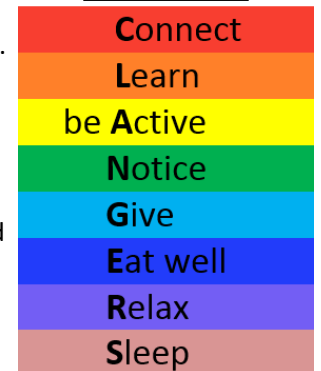 Connect
Learn
be Active
Notice
Give
Eat well
Relax
Sleep